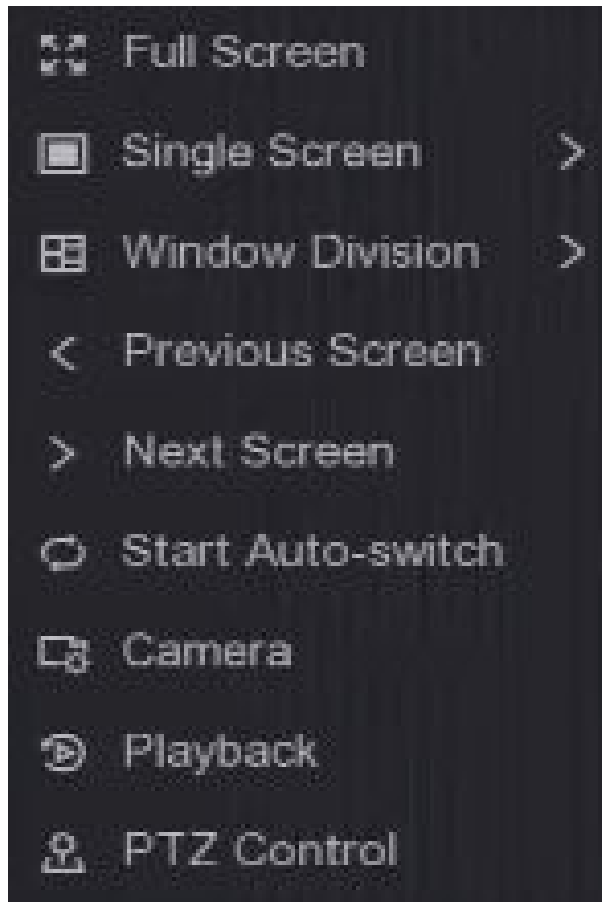 Full Screen
Single Screen
Window Division
Previous Screen
Next Screen
Start Auto-switch
Camera
Playback
PTZ Control